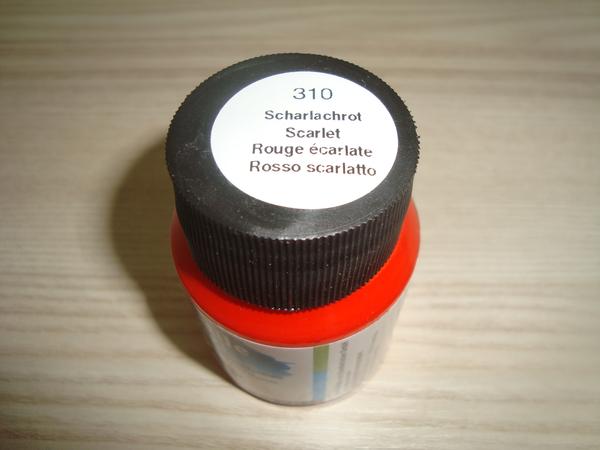 310
Scharlachrot
Scarlet
Rouge écarlate
Rosso scarlatto